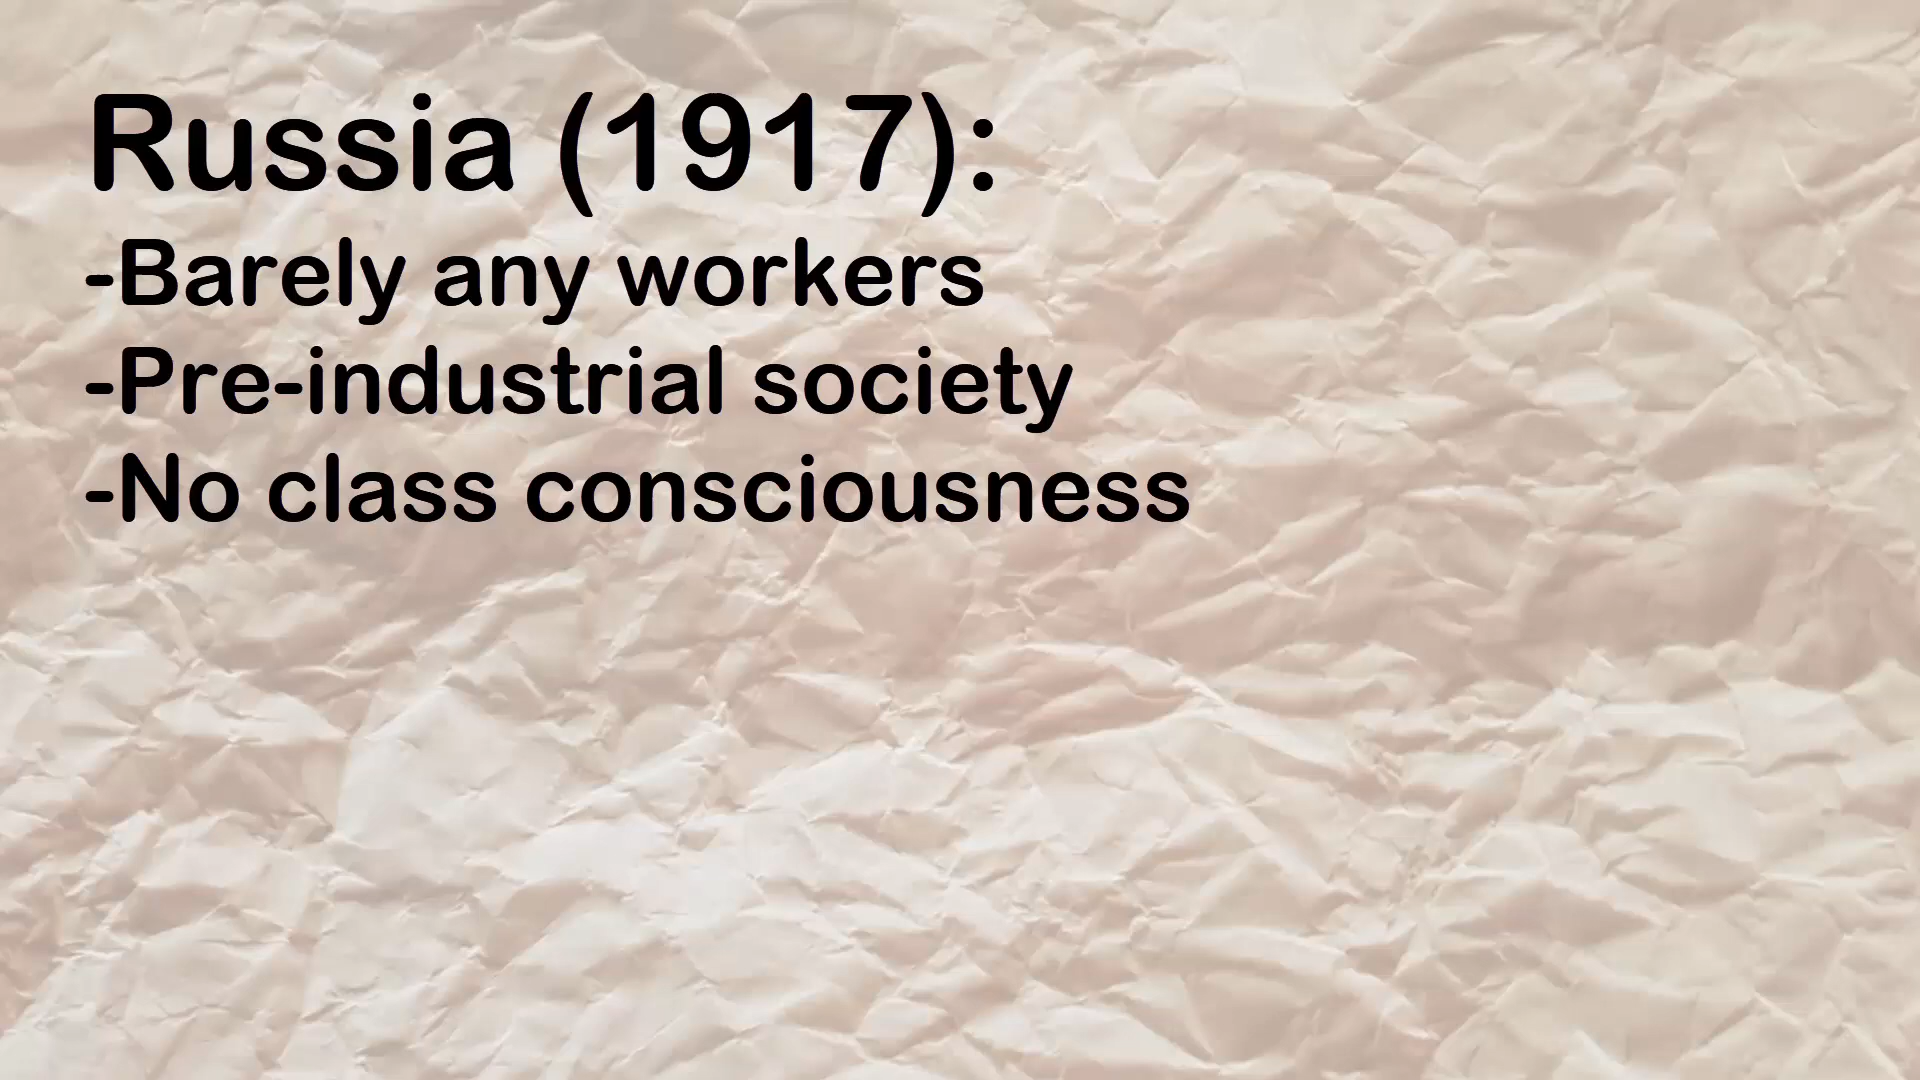 Russia (1917):
-Barely any workers
-Pre-industrial society
-No class consciousness